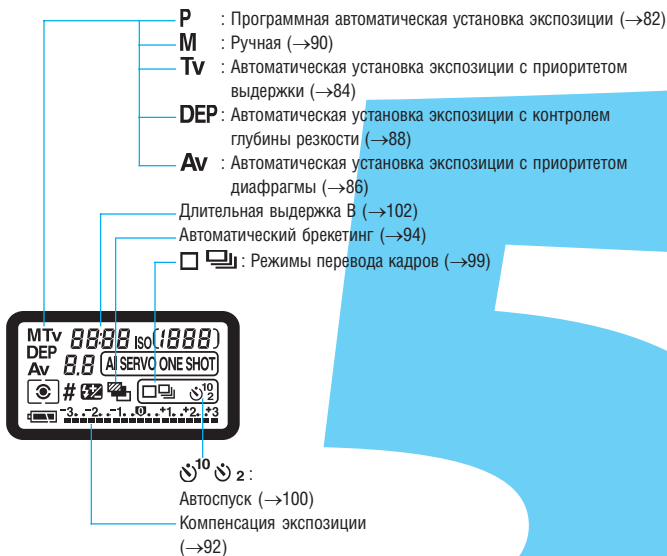 P : Программная автоматическая установка экспозиции (→82)
M : Ручная (→90)
Tv : Автоматическая установка экспозиции с приоритетом
выдержки (→84)
DEP : Автоматическая установка экспозиции с контролем
глубины резкости (→88)
Av : Автоматическая установка экспозиции с приоритетом
диафрагмы (→86)
Длительная выдержка B (→102)
Автоматический брекетинг (→94)
: Режимы перевода кадров (→99)
MTv 88:88 ISO (1888)
DEP
Av 8.8 AI SERVO ONE SHOT
# 10 2
-3..-2..-1..0..+1..+2..+3
10 2 :
Автоспуск (→100)
Компенсация экспозиции
(→92)
5